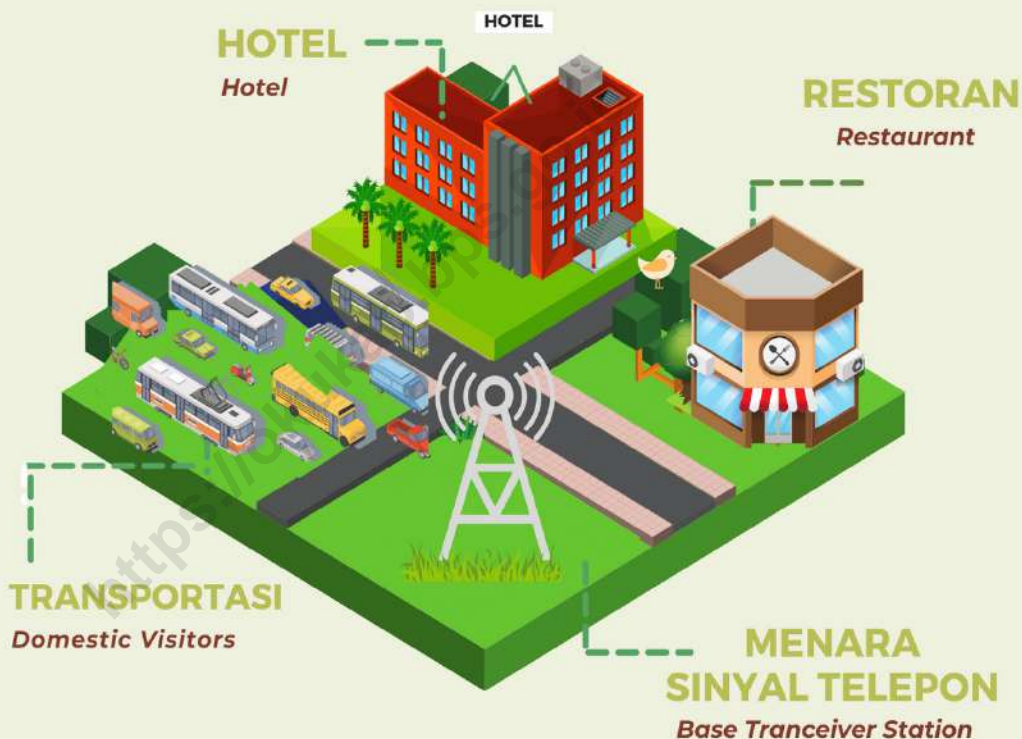 HOTEL
HOTEL
Hotel
RESTORAN
Restaurant
TRANSPORTASI
Domestic Visitors
MENARA
SINYAL TELEPON
Base Tranceiver Station